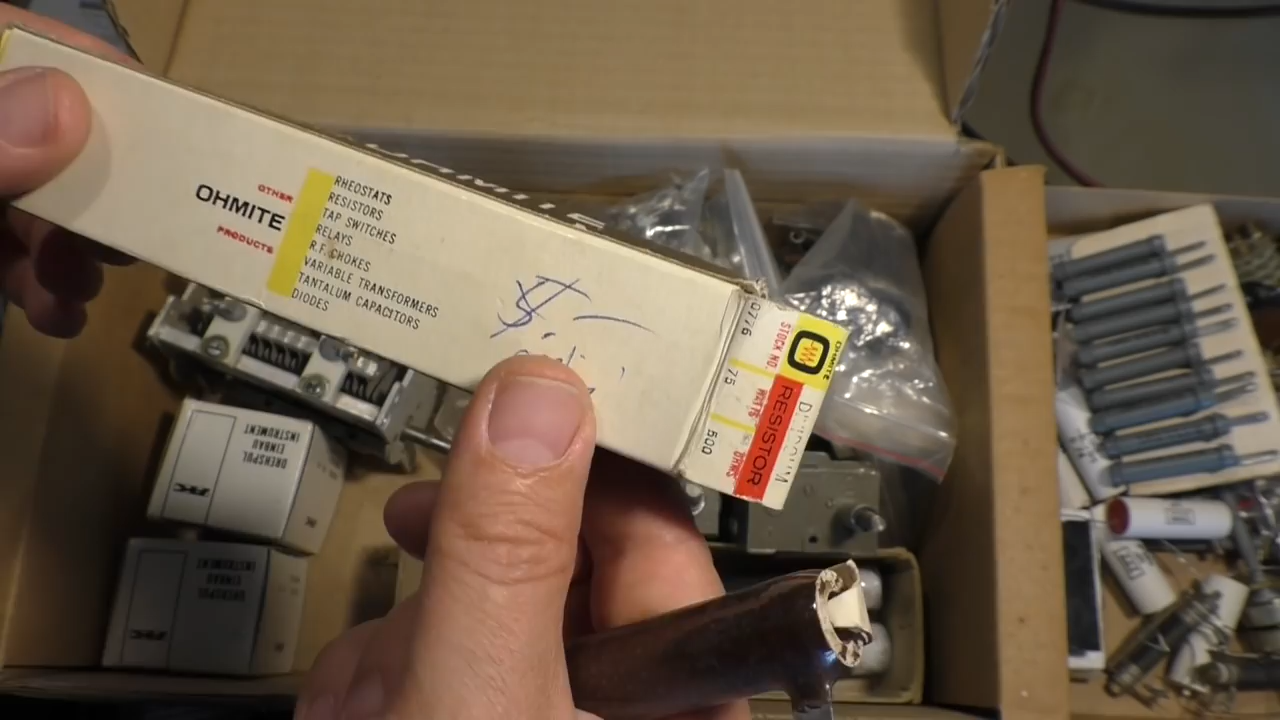 OTHER
OHMITE
PRODUCTS
RHEOSTATS
RESISTORS
TAP SWITCHES
RELAYS
R.F. CHOKES
VARIABLE TRANSFORMERS
TANTALUM CAPACITORS
DIODES
OHMITE
STOCK NO.
75
WATTS
500
OHMS
RESISTOR
DREHSPUL
EINBAU
INSTRUMENT
DREHSPUL
EINBAU
INSTRUMENT